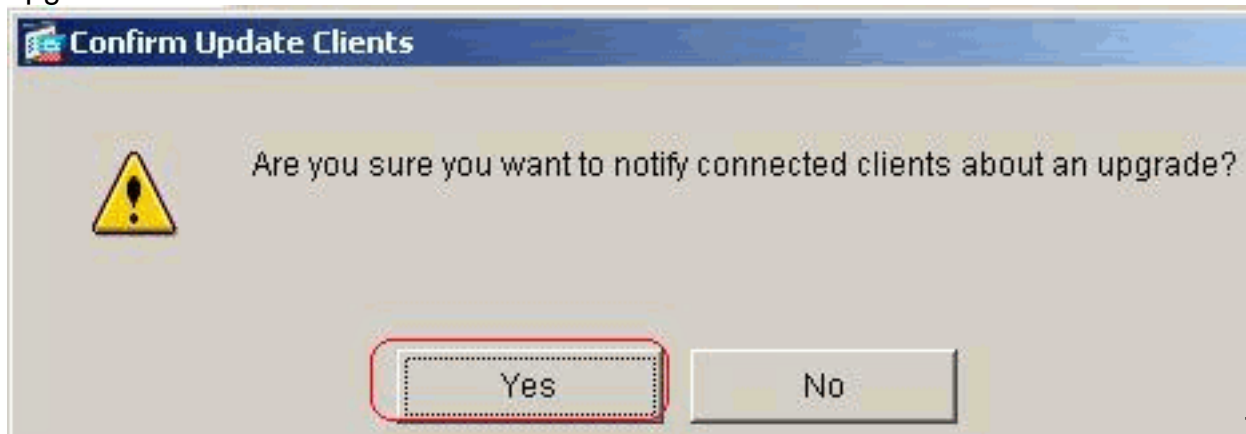 Confirm Update Clients
Are you sure you want to notify connected clients about an upgrade?
Yes
No